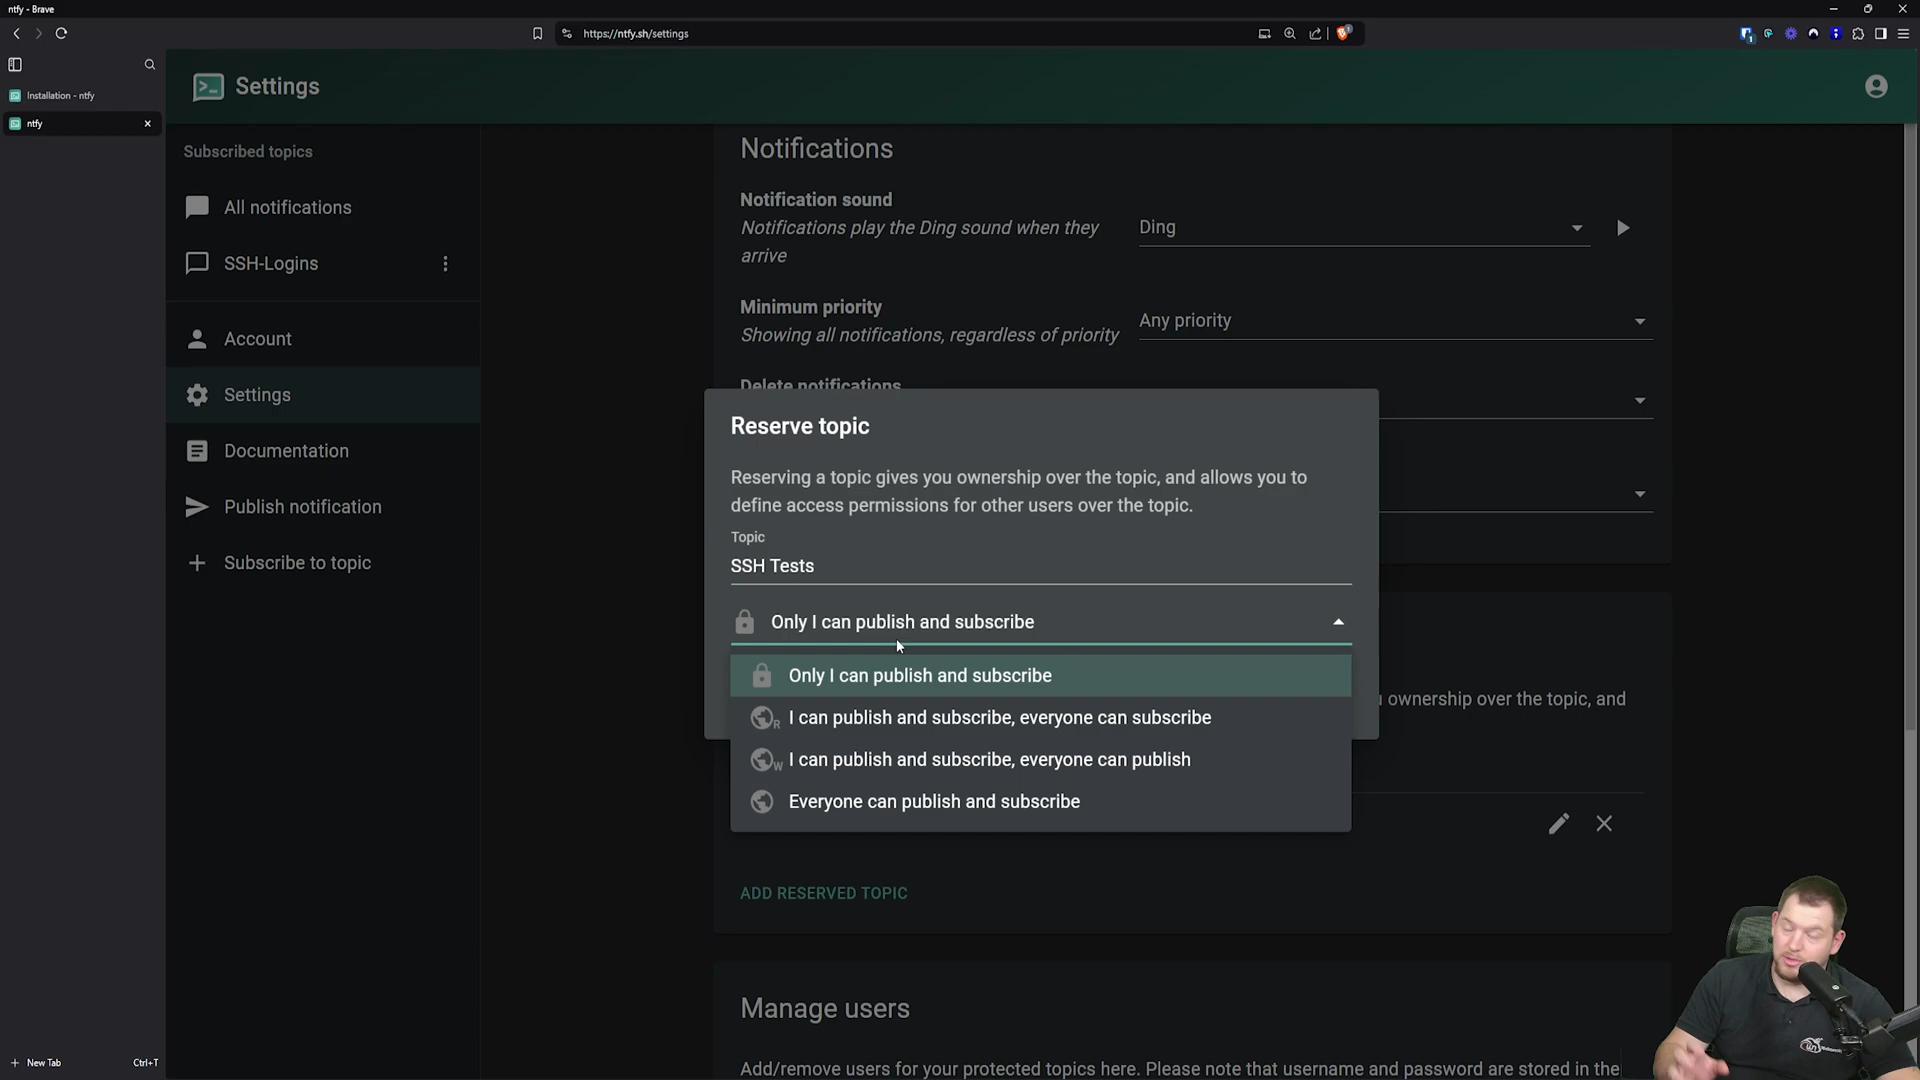 ntfy - Brave
https://ntfy.sh/settings
1
1
Installation - ntfy
ntfy
Settings
Subscribed topics
All notifications
SSH-Logins
Account
Settings
Documentation
Publish notification
Subscribe to topic
Notifications
Notification sound
Notifications play the Ding sound when they
arrive
Ding
Minimum priority
Showing all notifications, regardless of priority
Any priority
Delete notifications
Reserve topic
Reserving a topic gives you ownership over the topic, and allows you to
define access permissions for other users over the topic.
Topic
SSH Tests
Only I can publish and subscribe
Only I can publish and subscribe
R I can publish and subscribe, everyone can subscribe
W I can publish and subscribe, everyone can publish
Everyone can publish and subscribe
ownership over the topic, and
ADD RESERVED TOPIC
Manage users
Add/remove users for your protected topics here. Please note that username and password are stored in the
New Tab
Ctrl+T